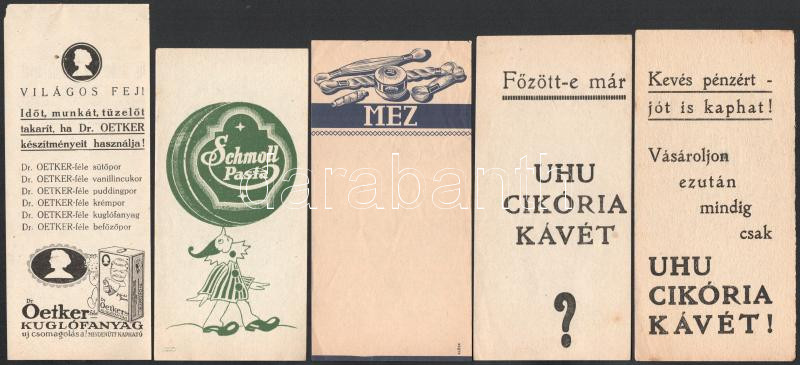 VILÁGOS FEJ!
Időt, munkát, tüzelőt
takarít, ha Dr. OETKER
készítményeit használja!
Dr. OETKER-féle sütőpor
Dr. OETKER-féle vanillincukor
Dr. OETKER-féle puddingpor
Dr. OETKER-féle krémpor
Dr. OETKER-féle kuglófanyag
Dr. OETKER-féle befőzőpor
Dr.
Oetker
KUGLÓFANYAG
uj csomagolása! MINDENÜTT KAPHATÓ
Schmoll
Pasta
MEZ
Főzött-e már
UHU
CIKÓRIA
KÁVÉT
?
Kevés pénzért -
jót is kaphat!
Vásároljon
ezután
mindig
csak
UHU
CIKÓRIA
KÁVÉT!
darabanth